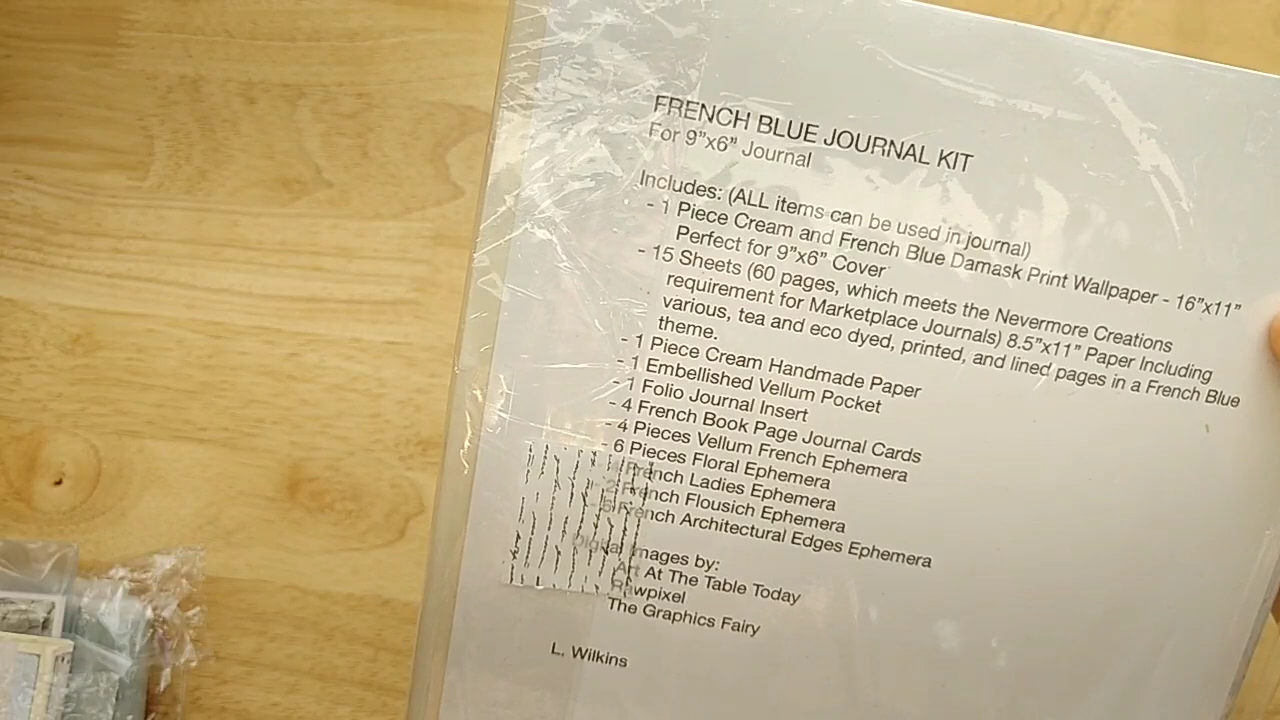 FRENCH BLUE JOURNAL KIT
For 9"x6" Journal
Includes: (ALL items can be used in journal)
- 1 Piece Cream and French Blue Damask Print Wallpaper - 16"x11"
Perfect for 9"x6" Cover
- 15 Sheets (60 pages, which meets the Nevermore Creations
requirement for Marketplace Journals) 8.5"x11" Paper Including
various, tea and eco dyed, printed, and lined pages in a French Blue
theme.
- 1 Piece Cream Handmade Paper
- 1 Embellished Vellum Pocket
- 1 Folio Journal Insert
- 4 French Book Page Journal Cards
- 4 Pieces Vellum French Ephemera
- 6 Pieces Floral Ephemera
French Ladies Ephemera
- 2 French Flousich Ephemera
- 6 French Architectural Edges Ephemera
Digital Images by:
Art At The Table Today
Rawpixel
The Graphics Fairy
L. Wilkins